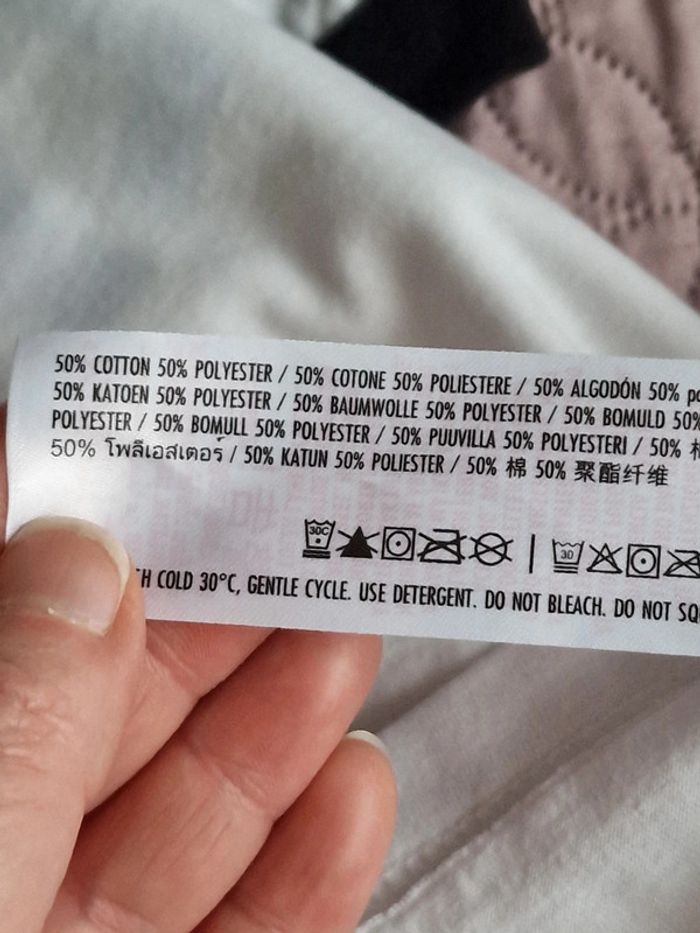 50% COTTON 50% POLYESTER / 50% COTONE 50% POLIESTERE / 50% ALGODÓN 50%
50% KATOEN 50% POLYESTER / 50% BAUMWOLLE 50% POLYESTER / 50% BOMULD 50%
POLYESTER / 50% BOMULL 50% POLYESTER / 50% PUUVILLA 50% POLYESTERI / 50%
50% โพลีเอสเตอร์ / 50% KATUN 50% POLIESTER / 50% 棉 50% 聚酯纤维
30C 30
COLD 30°C, GENTLE CYCLE. USE DETERGENT. DO NOT BLEACH. DO NOT